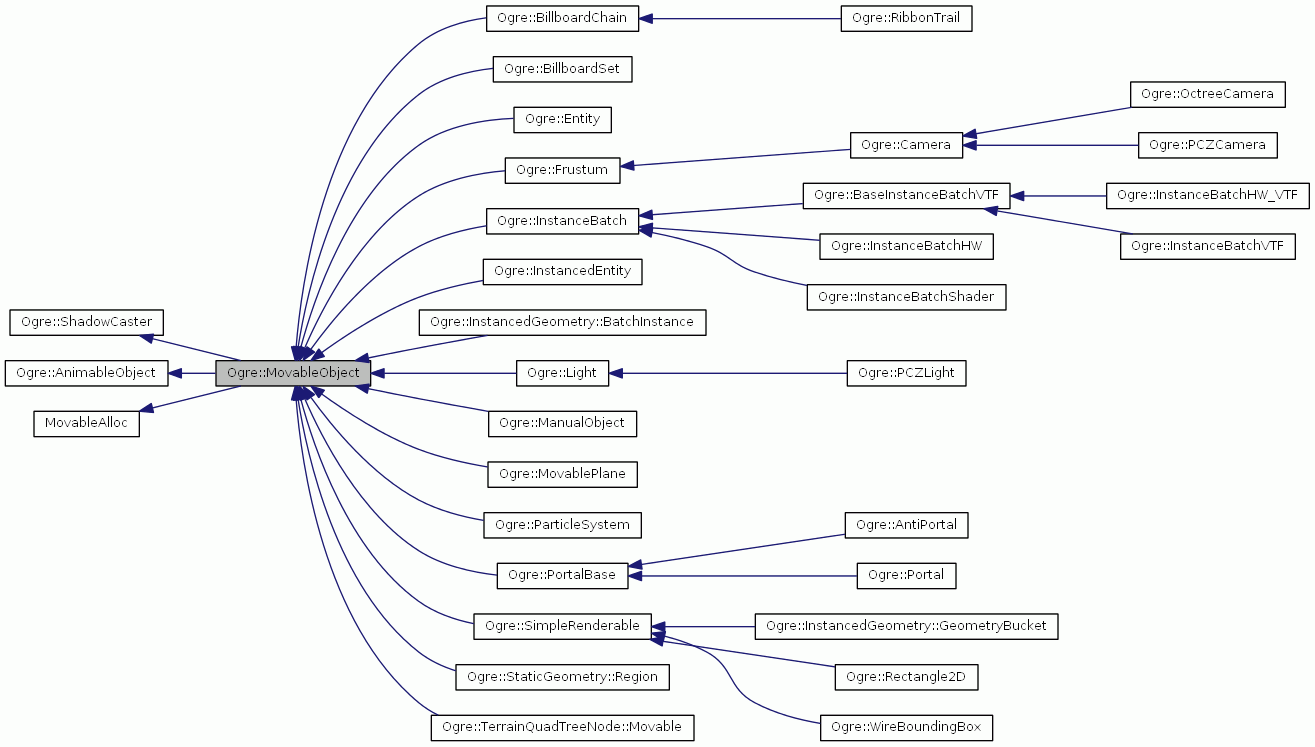 Ogre::BillboardChain
Ogre::RibbonTrail
Ogre::BillboardSet
Ogre::OctreeCamera
Ogre::Entity
Ogre::Camera
Ogre::PCZCamera
Ogre::Frustum
Ogre::BaseInstanceBatchVTF
Ogre::InstanceBatchHW_VTF
Ogre::InstanceBatch
Ogre::InstanceBatchHW
Ogre::InstanceBatchVTF
Ogre::InstancedEntity
Ogre::InstanceBatchShader
Ogre::ShadowCaster
Ogre::InstancedGeometry::BatchInstance
Ogre::AnimableObject
Ogre::MovableObject
Ogre::Light
Ogre::PCZLight
MovableAlloc
Ogre::ManualObject
Ogre::MovablePlane
Ogre::ParticleSystem
Ogre::AntiPortal
Ogre::PortalBase
Ogre::Portal
Ogre::SimpleRenderable
Ogre::InstancedGeometry::GeometryBucket
Ogre::StaticGeometry::Region
Ogre::Rectangle2D
Ogre::TerrainQuadTreeNode::Movable
Ogre::WireBoundingBox